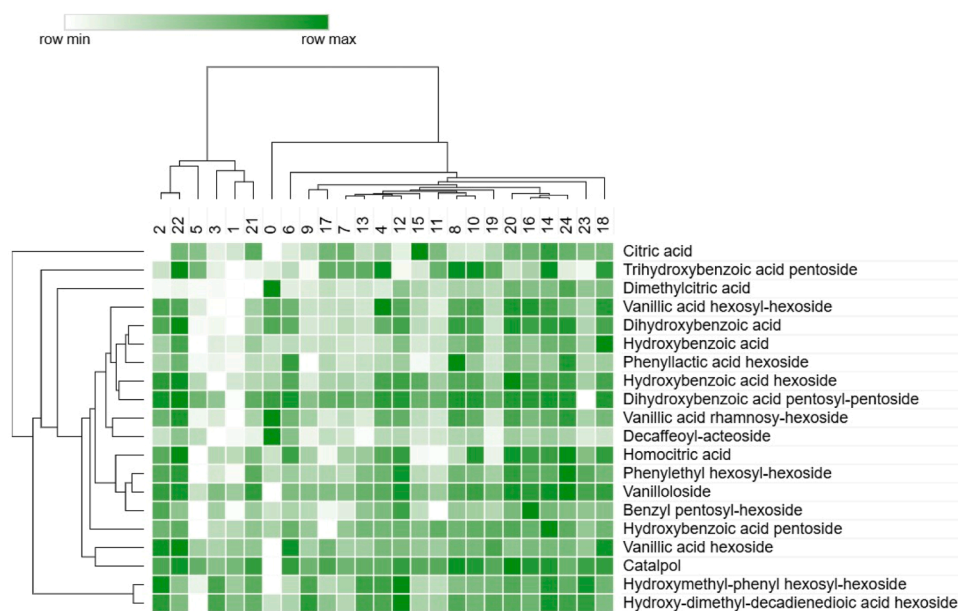 row min row max
2 22 5 3 1 21 0 6 9 17 7 13 4 12 15 11 8 10 19 20 16 14 24 23 18
Citric acid
Trihydroxybenzoic acid pentoside
Dimethylcitric acid
Vanillic acid hexosyl-hexoside
Dihydroxybenzoic acid
Hydroxybenzoic acid
Phenyllactic acid hexoside
Hydroxybenzoic acid hexoside
Dihydroxybenzoic acid pentosyl-pentoside
Vanillic acid rhamnosy-hexoside
Decaffeoyl-acteoside
Homocitric acid
Phenylethyl hexosyl-hexoside
Vanilloloside
Benzyl pentosyl-hexoside
Hydroxybenzoic acid pentoside
Vanillic acid hexoside
Catalpol
Hydroxymethyl-phenyl hexosyl-hexoside
Hydroxy-dimethyl-decadienedioic acid hexoside